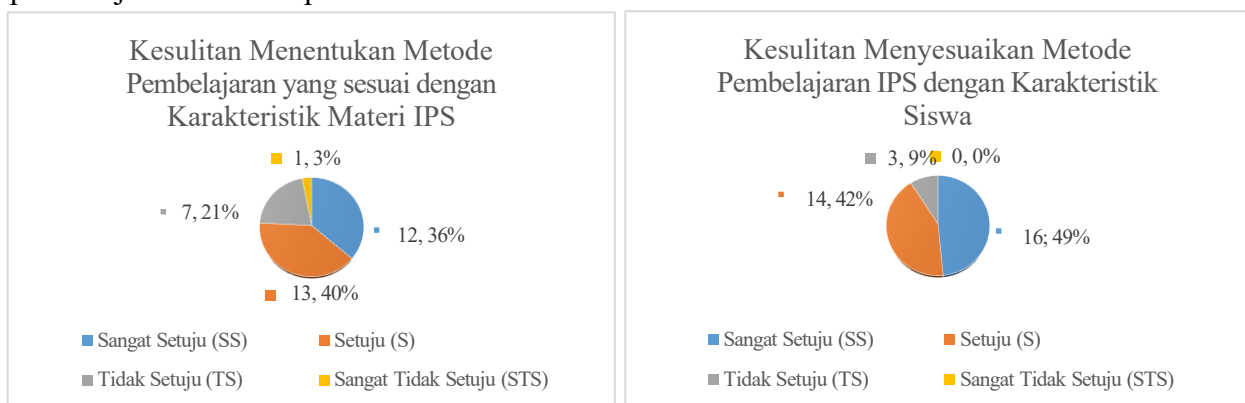 Kesulitan Menentukan Metode
Pembelajaran yang sesuai dengan
Karakteristik Materi IPS
1, 3%
7, 21%
12, 36%
13, 40%
Sangat Setuju (SS)
Setuju (S)
Tidak Setuju (TS)
Sangat Tidak Setuju (STS)
Kesulitan Menyesuaikan Metode
Pembelajaran IPS dengan Karakteristik
Siswa
3, 9%
0, 0%
14, 42%
16; 49%
Sangat Setuju (SS)
Setuju (S)
Tidak Setuju (TS)
Sangat Tidak Setuju (STS)